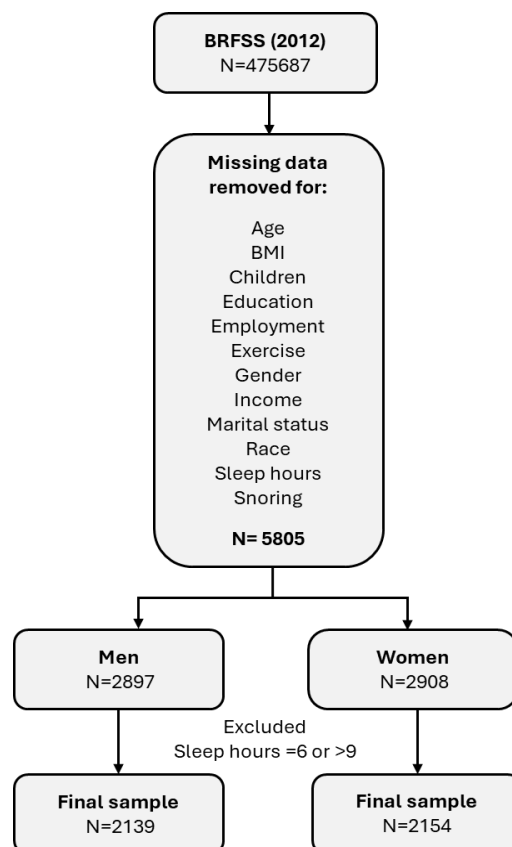 BRFSS (2012)
N=475687
Missing data
removed for:
Age
BMI
Children
Education
Employment
Exercise
Gender
Income
Marital status
Race
Sleep hours
Snoring
N= 5805
Men
N=2897
Women
N=2908
Excluded
Sleep hours =6 or >9
Final sample
N=2139
Final sample
N=2154